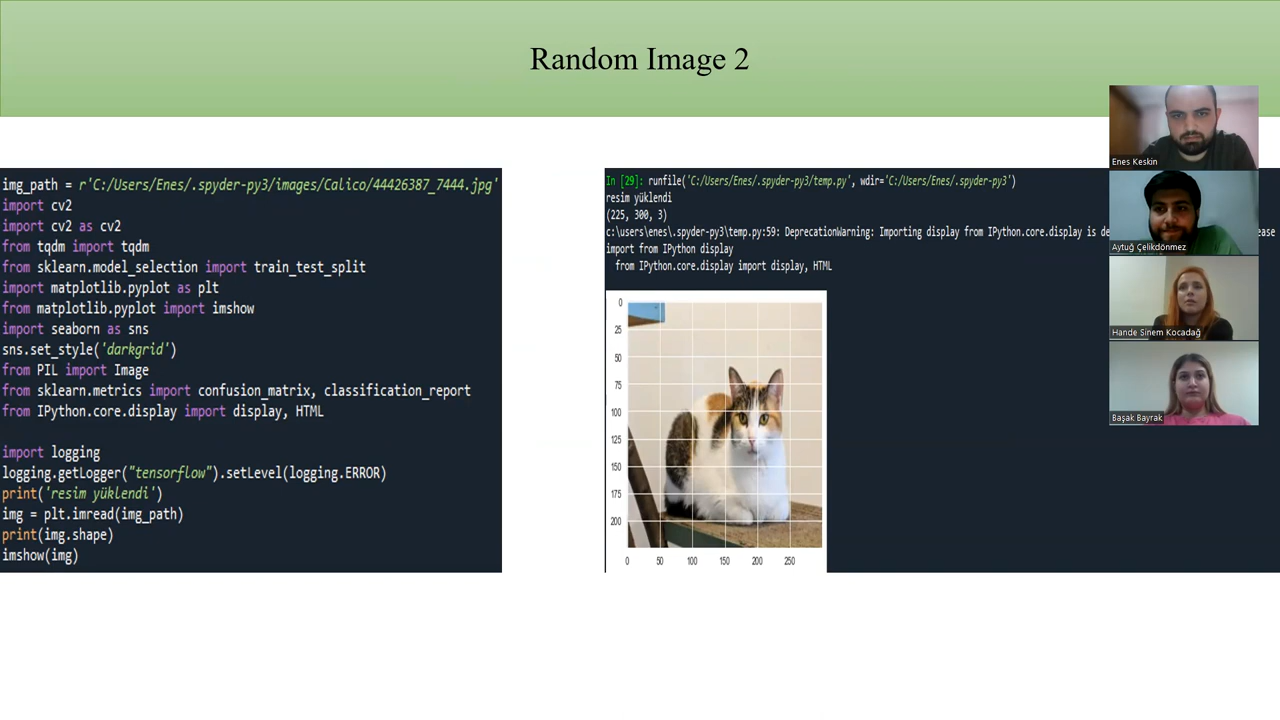 Random Image 2
img_path = r'C:/Users/Enes/.spyder-py3/images/Calico/44426387_7444.jpg'
import cv2
import cv2 as cv2
from tqdm import tqdm
from sklearn.model_selection import train_test_split
import matplotlib.pyplot as plt
from matplotlib.pyplot import imshow
import seaborn as sns
sns.set_style('darkgrid')
from PIL import Image
from sklearn.metrics import confusion_matrix, classification_report
from IPython.core.display import display, HTML
import logging
logging.getLogger("tensorflow").setLevel(logging.ERROR)
print('resim yüklendi')
img = plt.imread(img_path)
print(img.shape)
imshow(img)
In [29]: runfile('C:/Users/Enes/.spyder-py3/temp.py', wdir='C:/Users/Enes/.spyder-py3')
resim yüklendi
(225, 300, 3)
c:\users\enes\.spyder-py3\temp.py:59: DeprecationWarning: Importing display from IPython.core.display is de ease
import from IPython display
from IPython.core.display import display, HTML
0
25
50
75
100
125
150
175
200
0 50 100 150 200 250
Enes Keskin
Aytuğ Çelikdönmez
Hande Sinem Kocadağ
Başak Bayrak